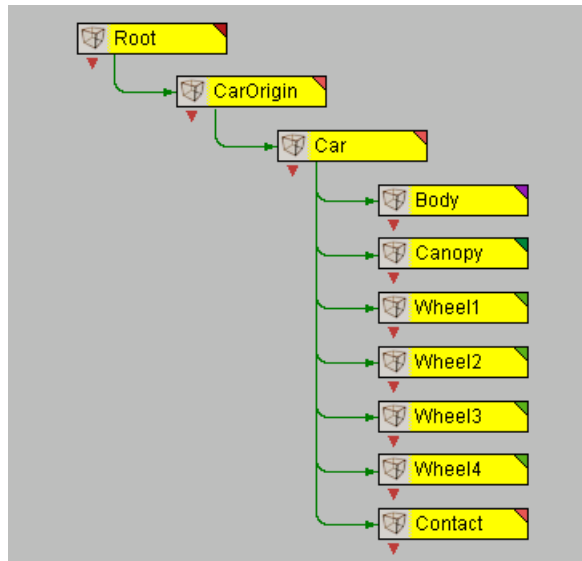 Root
CarOrigin
Car
Body
Canopy
Wheel1
Wheel2
Wheel3
Wheel4
Contact